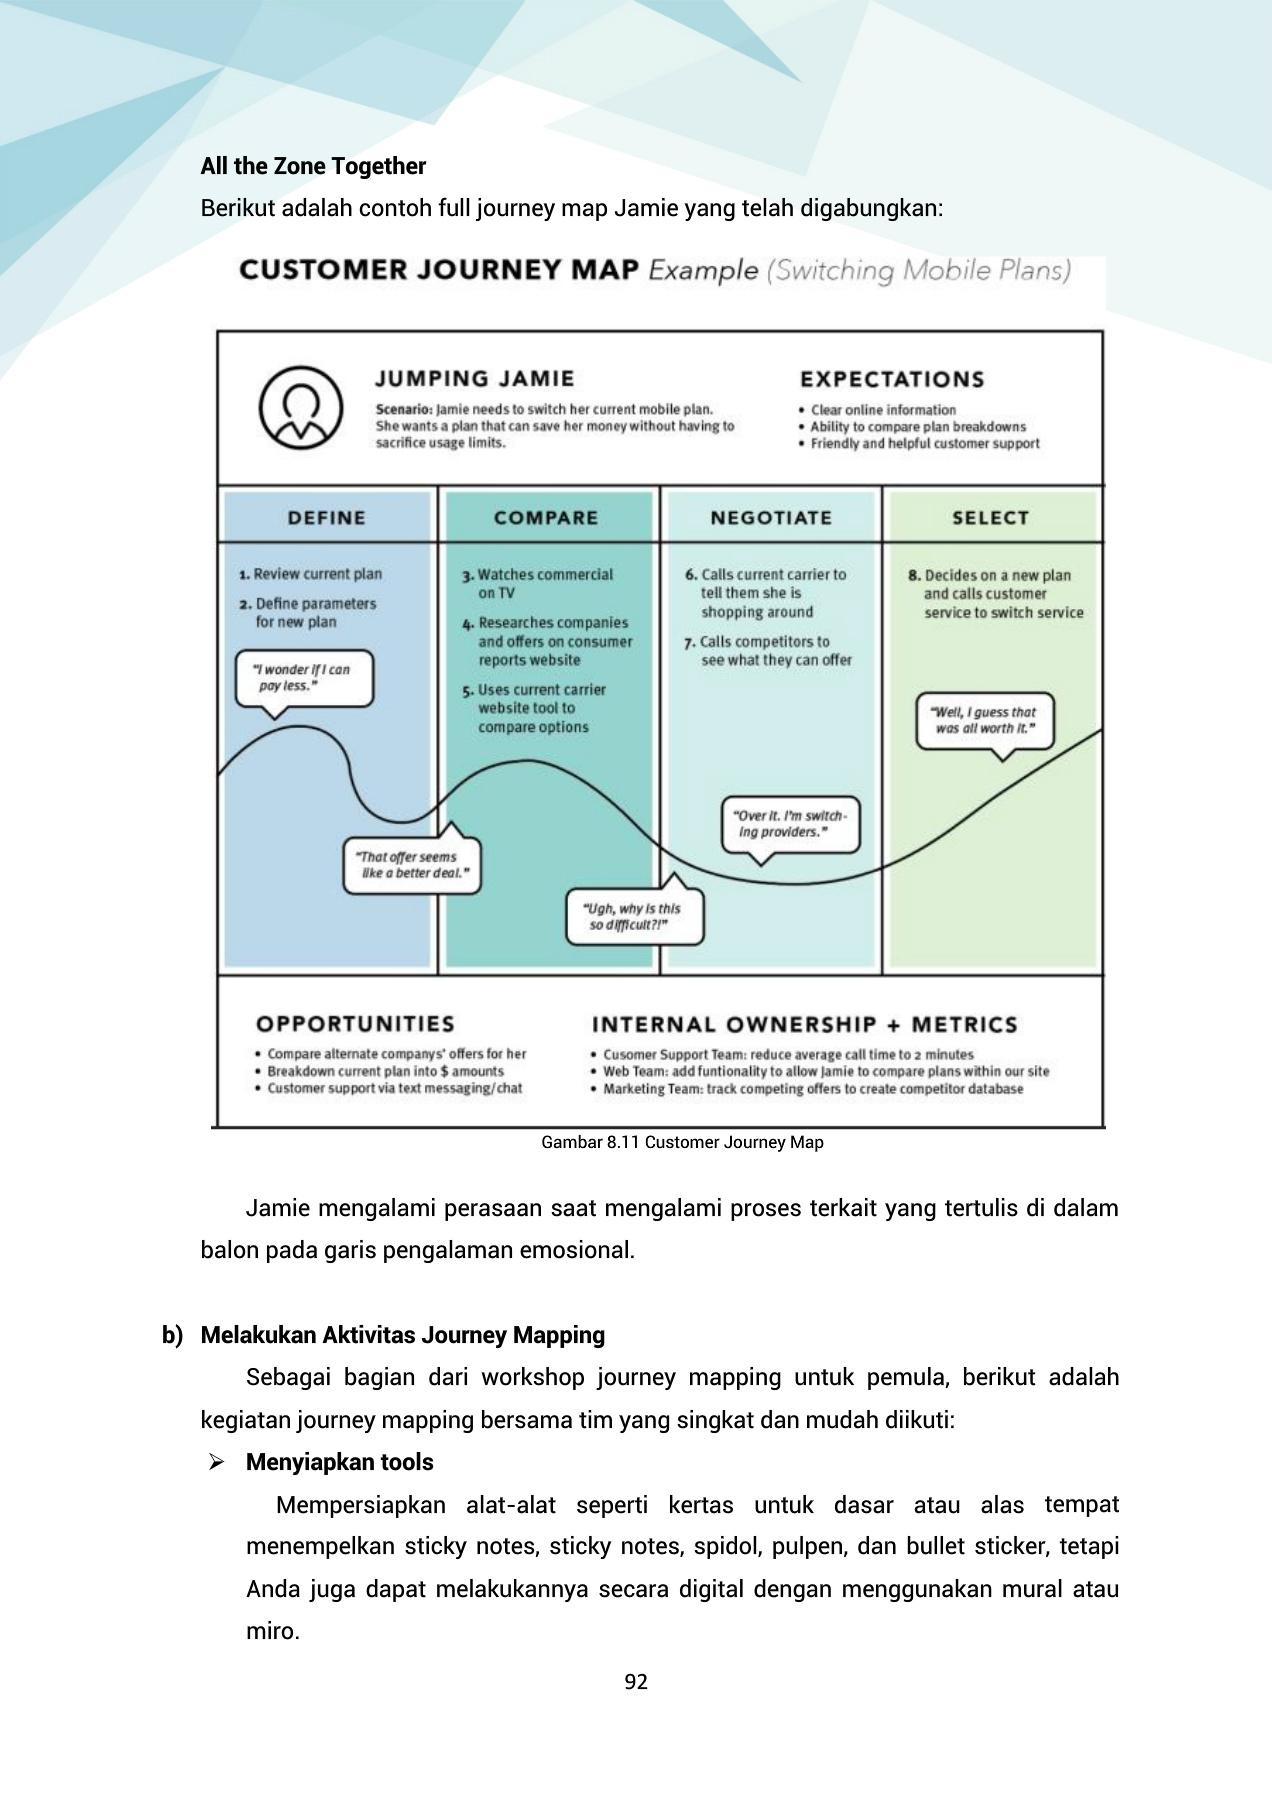 All the Zone Together
Berikut adalah contoh full journey map Jamie yang telah digabungkan:
CUSTOMER JOURNEY MAP Example (Switching Mobile Plans)
JUMPING JAMIE
Scenario: Jamie needs to switch her current mobile plan.
She wants a plan that can save her money without having to
sacrifice usage limits.
EXPECTATIONS
• Clear online information
• Ability to compare plan breakdowns
• Friendly and helpful customer support
DEFINE
1. Review current plan
2. Define parameters
for new plan
"I wonder if I can
pay less."
COMPARE
3. Watches commercial
on TV
4. Researches companies
and offers on consumer
reports website
5. Uses current carrier
website tool to
compare options
"That offer seems
like a better deal."
NEGOTIATE
6. Calls current carrier to
tell them she is
shopping around
7. Calls competitors to
see what they can offer
"Ugh, why is this
so difficult?!"
"Over it. I'm switch-
ing providers."
SELECT
8. Decides on a new plan
and calls customer
service to switch service
"Well, I guess that
was all worth it."
OPPORTUNITIES
• Compare alternate companys' offers for her
• Breakdown current plan into $ amounts
• Customer support via text messaging/chat
INTERNAL OWNERSHIP + METRICS
• Cusomer Support Team: reduce average call time to 2 minutes
• Web Team: add funtionality to allow Jamie to compare plans within our site
• Marketing Team: track competing offers to create competitor database
Gambar 8.11 Customer Journey Map
Jamie mengalami perasaan saat mengalami proses terkait yang tertulis di dalam
balon pada garis pengalaman emosional.
b) Melakukan Aktivitas Journey Mapping
Sebagai bagian dari workshop journey mapping untuk pemula, berikut adalah
kegiatan journey mapping bersama tim yang singkat dan mudah diikuti:
➢ Menyiapkan tools
Mempersiapkan alat-alat seperti kertas untuk dasar atau alas tempat
menempelkan sticky notes, sticky notes, spidol, pulpen, dan bullet sticker, tetapi
Anda juga dapat melakukannya secara digital dengan menggunakan mural atau
miro.
92